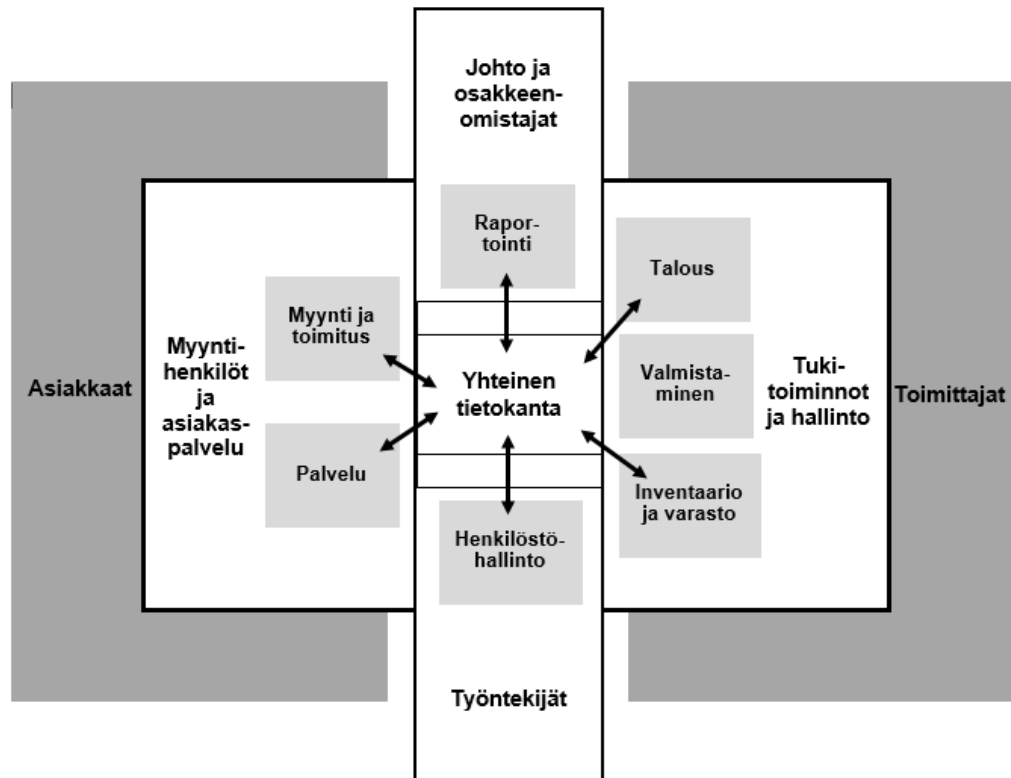 Johto ja
osakkeen-
omistajat
Rapor-
tointi
Talous
Myynti ja
toimitus
Myynti-
henkilöt
ja
asiakas-
palvelu
Asiakkaat
Yhteinen
tietokanta
Valmista-
minen
Tuki-
toiminnot
ja hallinto
Toimittajat
Palvelu
Inventaario
ja varasto
Henkilöstö-
hallinto
Työntekijät